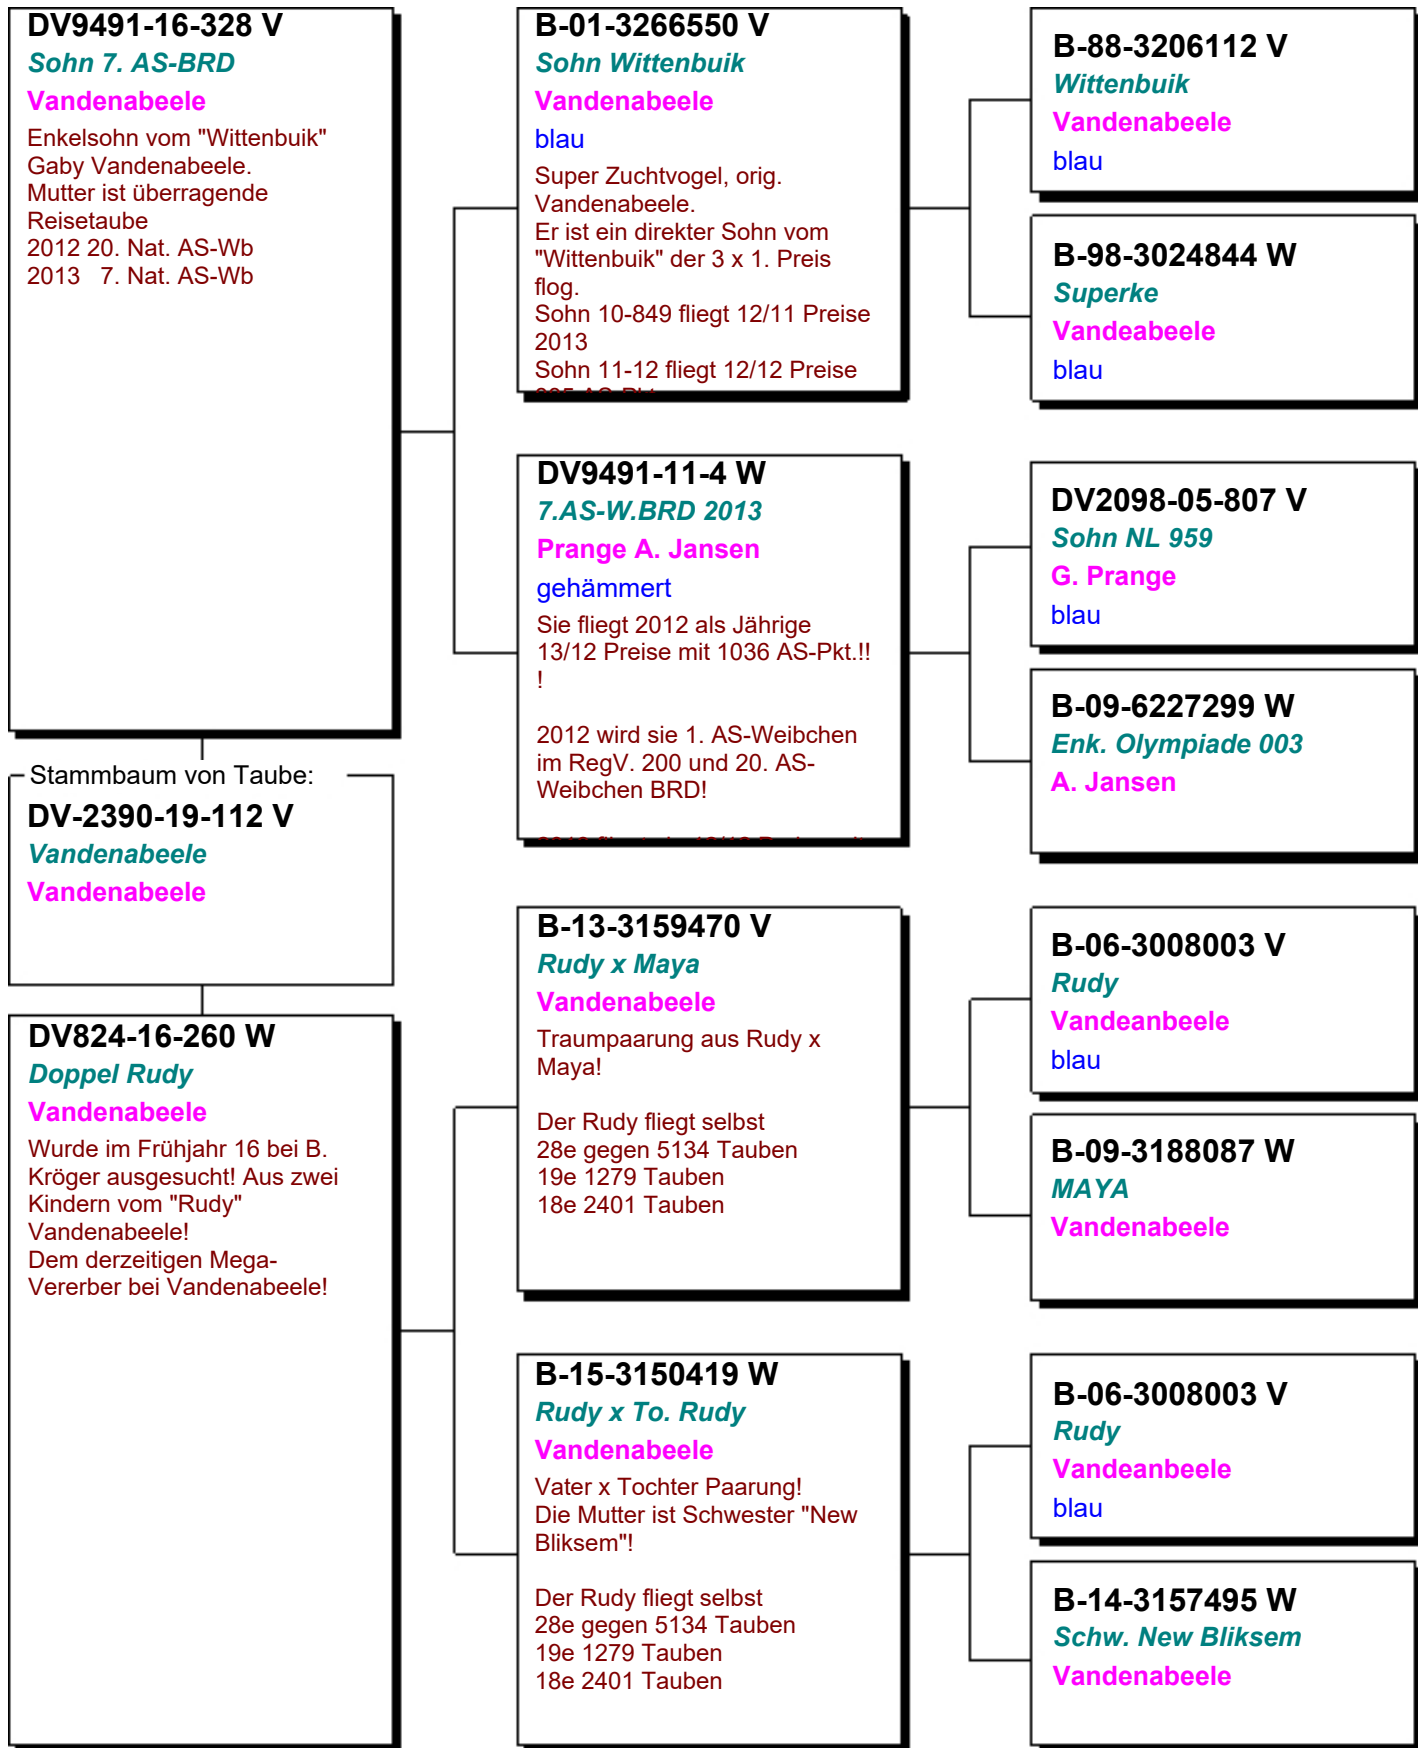 DV9491-16-328 V
Sohn 7. AS-BRD
Vandenabeele
Enkelsohn vom "Wittenbuik"
Gaby Vandenabeele.
Mutter ist überragende
Reisetaube
2012 20. Nat. AS-Wb
2013 7. Nat. AS-Wb
Stammbaum von Taube:
DV-2390-19-112 V
Vandenabeele
Vandenabeele
DV824-16-260 W
Doppel Rudy
Vandenabeele
Wurde im Frühjahr 16 bei B.
Kröger ausgesucht! Aus zwei
Kindern vom "Rudy"
Vandenabeele!
Dem derzeitigen Mega-
Vererber bei Vandenabeele!
B-01-3266550 V
Sohn Wittenbuik
Vandenabeele
blau
Super Zuchtvogel, orig.
Vandenabeele.
Er ist ein direkter Sohn vom
"Wittenbuik" der 3 x 1. Preis
flog.
Sohn 10-849 fliegt 12/11 Preise
2013
Sohn 11-12 fliegt 12/12 Preise
DV9491-11-4 W
7.AS-W.BRD 2013
Prange A. Jansen
gehämmert
Sie fliegt 2012 als Jährige
13/12 Preise mit 1036 AS-Pkt.!!
!
2012 wird sie 1. AS-Weibchen
im RegV. 200 und 20. AS-
Weibchen BRD!
B-13-3159470 V
Rudy x Maya
Vandenabeele
Traumpaarung aus Rudy x
Maya!
Der Rudy fliegt selbst
28e gegen 5134 Tauben
19e 1279 Tauben
18e 2401 Tauben
B-15-3150419 W
Rudy x To. Rudy
Vandenabeele
Vater x Tochter Paarung!
Die Mutter ist Schwester "New
Bliksem"!
Der Rudy fliegt selbst
28e gegen 5134 Tauben
19e 1279 Tauben
18e 2401 Tauben
B-88-3206112 V
Wittenbuik
Vandenabeele
blau
B-98-3024844 W
Superke
Vandeabeele
blau
DV2098-05-807 V
Sohn NL 959
G. Prange
blau
B-09-6227299 W
Enk. Olympiade 003
A. Jansen
B-06-3008003 V
Rudy
Vandeanbeele
blau
B-09-3188087 W
MAYA
Vandenabeele
B-06-3008003 V
Rudy
Vandeanbeele
blau
B-14-3157495 W
Schw. New Bliksem
Vandenabeele